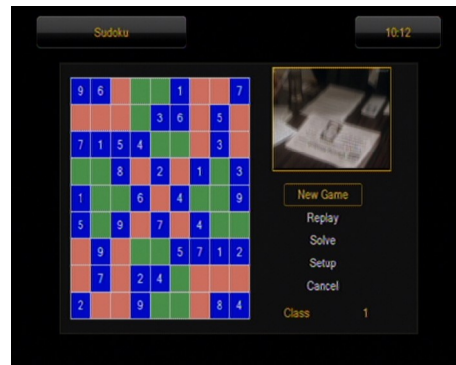 Sudoku 10:12
9 6 1 7
3 6 5
7 1 5 4 3
8 2 1 3
1 6 4 9
5 9 7 4
9 5 7 1 2
7 2 4
2 9 8 4
New Game
Replay
Solve
Setup
Cancel
Class 1